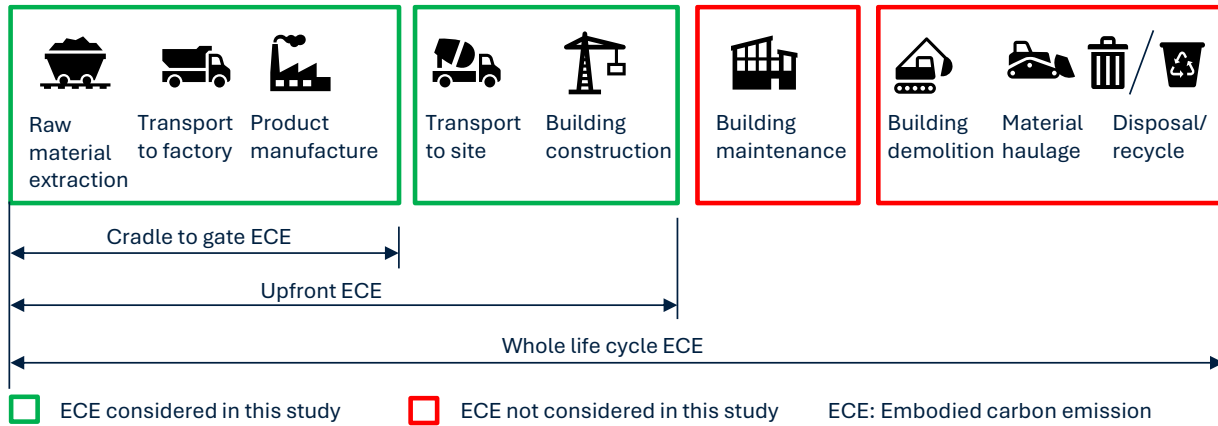 Raw
material
extraction
Transport
to factory
Product
manufacture
Transport
to site
Building
construction
Building
maintenance
Building
demolition
Material
haulage
Disposal/
recycle
Cradle to gate ECE
Upfront ECE
Whole life cycle ECE
ECE considered in this study
ECE not considered in this study
ECE: Embodied carbon emission